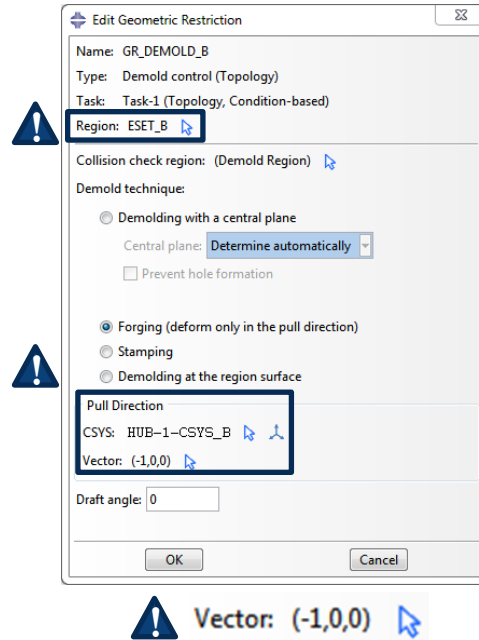 Edit Geometric Restriction
Name: GR_DEMOLD_B
Type: Demold control (Topology)
Task: Task-1 (Topology, Condition-based)
Region: ESET_B
Collision check region: (Demold Region)
Demold technique:
Demolding with a central plane
Central plane: Determine automatically
Prevent hole formation
Forging (deform only in the pull direction)
Stamping
Demolding at the region surface
Pull Direction
CSYS: HUB-1-CSYS_B
Vector: (-1,0,0)
Draft angle: 0
OK Cancel
Vector: (-1,0,0)